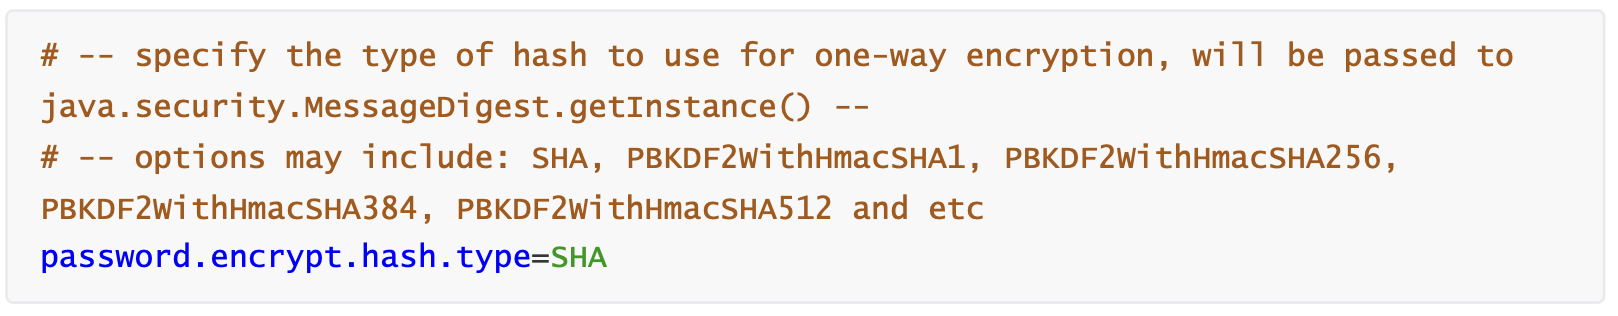 # -- specify the type of hash to use for one-way encryption, will be passed to
java.security.MessageDigest.getInstance() --
# -- options may include: SHA, PBKDF2WithHmacSHA1, PBKDF2WithHmacSHA256,
PBKDF2WithHmacSHA384, PBKDF2WithHmacSHA512 and etc
password.encrypt.hash.type=SHA